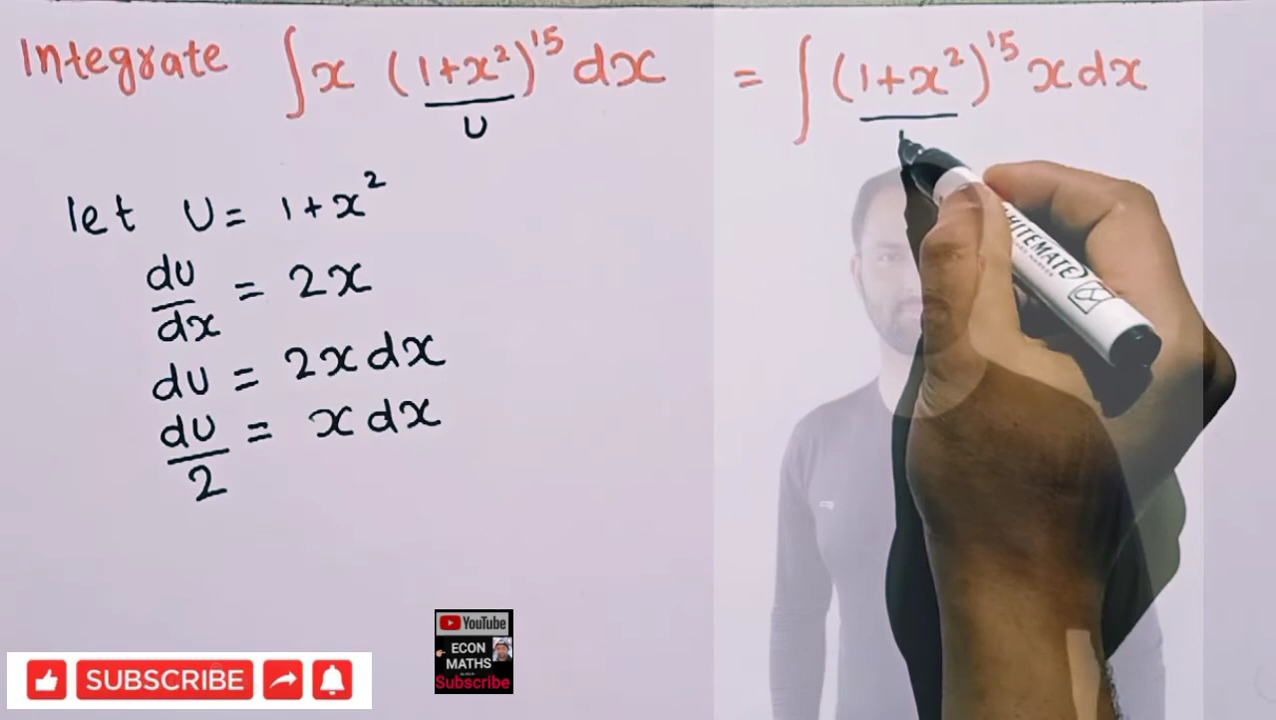 Integrate ∫x (1+x²)¹⁵ dx = ∫(1+x²)¹⁵ x dx
U
let U = 1+x²
du/dx = 2x
du = 2x dx
du/2 = x dx
WHITEMATE
SUBSCRIBE
YouTube
ECON
MATHS
Subscribe